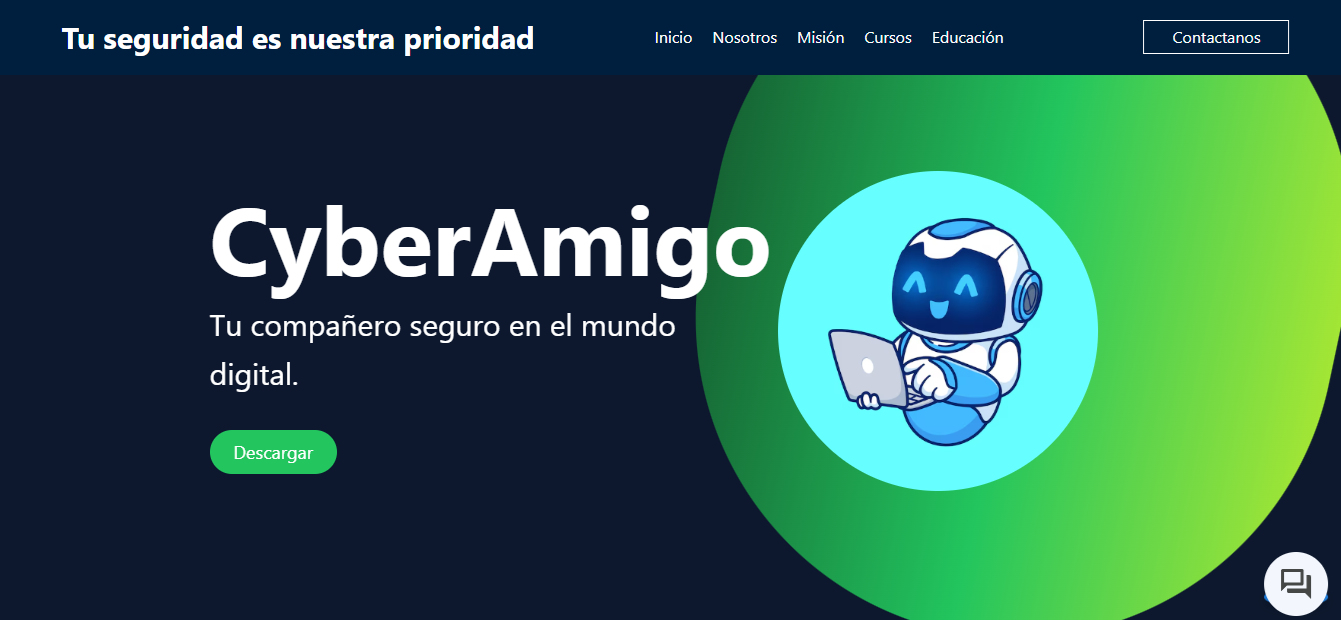 Tu seguridad es nuestra prioridad
Inicio Nosotros Misión Cursos Educación
Contactanos
CyberAmigo
Tu compañero seguro en el mundo
digital.
Descargar